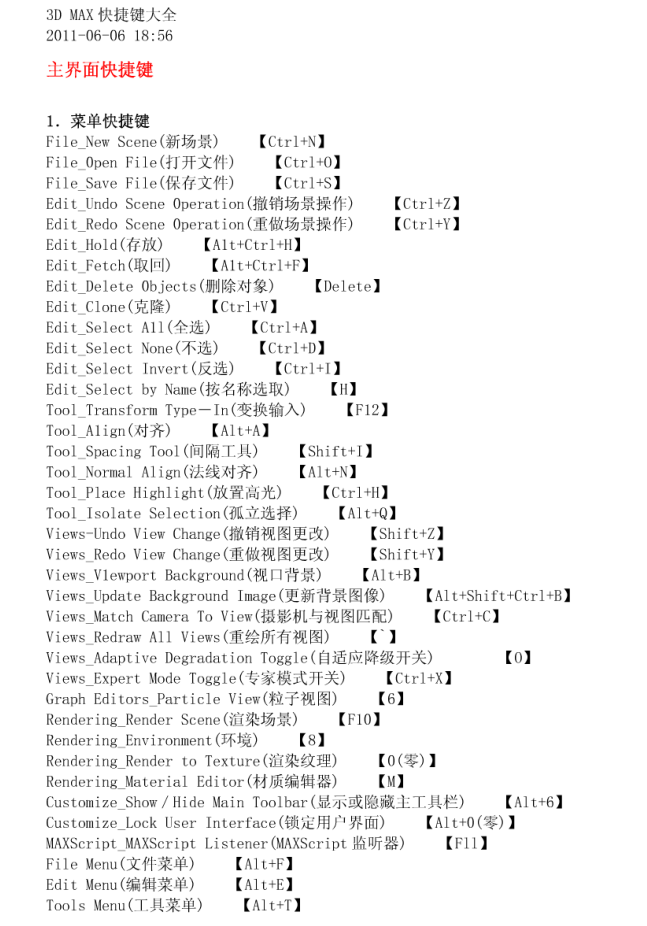 3D MAX 快捷键大全
2011-06-06 18:56
主界面快捷键
1．菜单快捷键
File_New Scene(新场景) 【Ctrl+N】
File_Open File(打开文件) 【Ctrl+O】
File_Save File(保存文件) 【Ctrl+S】
Edit_Undo Scene Operation(撤销场景操作) 【Ctrl+Z】
Edit_Redo Scene Operation(重做场景操作) 【Ctrl+Y】
Edit_Hold(存放) 【Alt+Ctrl+H】
Edit_Fetch(取回) 【Alt+Ctrl+F】
Edit_Delete Objects(删除对象) 【Delete】
Edit_Clone(克隆) 【Ctrl+V】
Edit_Select All(全选) 【Ctrl+A】
Edit_Select None(不选) 【Ctrl+D】
Edit_Select Invert(反选) 【Ctrl+I】
Edit_Select by Name(按名称选取) 【H】
Tool_Transform Type－In(变换输入) 【F12】
Tool_Align(对齐) 【Alt+A】
Tool_Spacing Tool(间隔工具) 【Shift+I】
Tool_Normal Align(法线对齐) 【Alt+N】
Tool_Place Highlight(放置高光) 【Ctrl+H】
Tool_Isolate Selection(孤立选择) 【Alt+Q】
Views-Undo View Change(撤销视图更改) 【Shift+Z】
Views_Redo View Change(重做视图更改) 【Shift+Y】
Views_V1ewport Background(视口背景) 【Alt+B】
Views_Update Background Image(更新背景图像) 【Alt+Shift+Ctrl+B】
Views_Match Camera To View(摄影机与视图匹配) 【Ctrl+C】
Views_Redraw All Views(重绘所有视图) 【`】
Views_Adaptive Degradation Toggle(自适应降级开关) 【O】
Views_Expert Mode Toggle(专家模式开关) 【Ctrl+X】
Graph Editors_Particle View(粒子视图) 【6】
Rendering_Render Scene(渲染场景) 【F10】
Rendering_Environment(环境) 【8】
Rendering_Render to Texture(渲染纹理) 【0(零)】
Rendering_Material Editor(材质编辑器) 【M】
Customize_Show／Hide Main Toolbar(显示或隐藏主工具栏) 【Alt+6】
Customize_Lock User Interface(锁定用户界面) 【Alt+0(零)】
MAXScript_MAXScript Listener(MAXScript 监听器) 【Fll】
File Menu(文件菜单) 【Alt+F】
Edit Menu(编辑菜单) 【Alt+E】
Tools Menu(工具菜单) 【Alt+T】